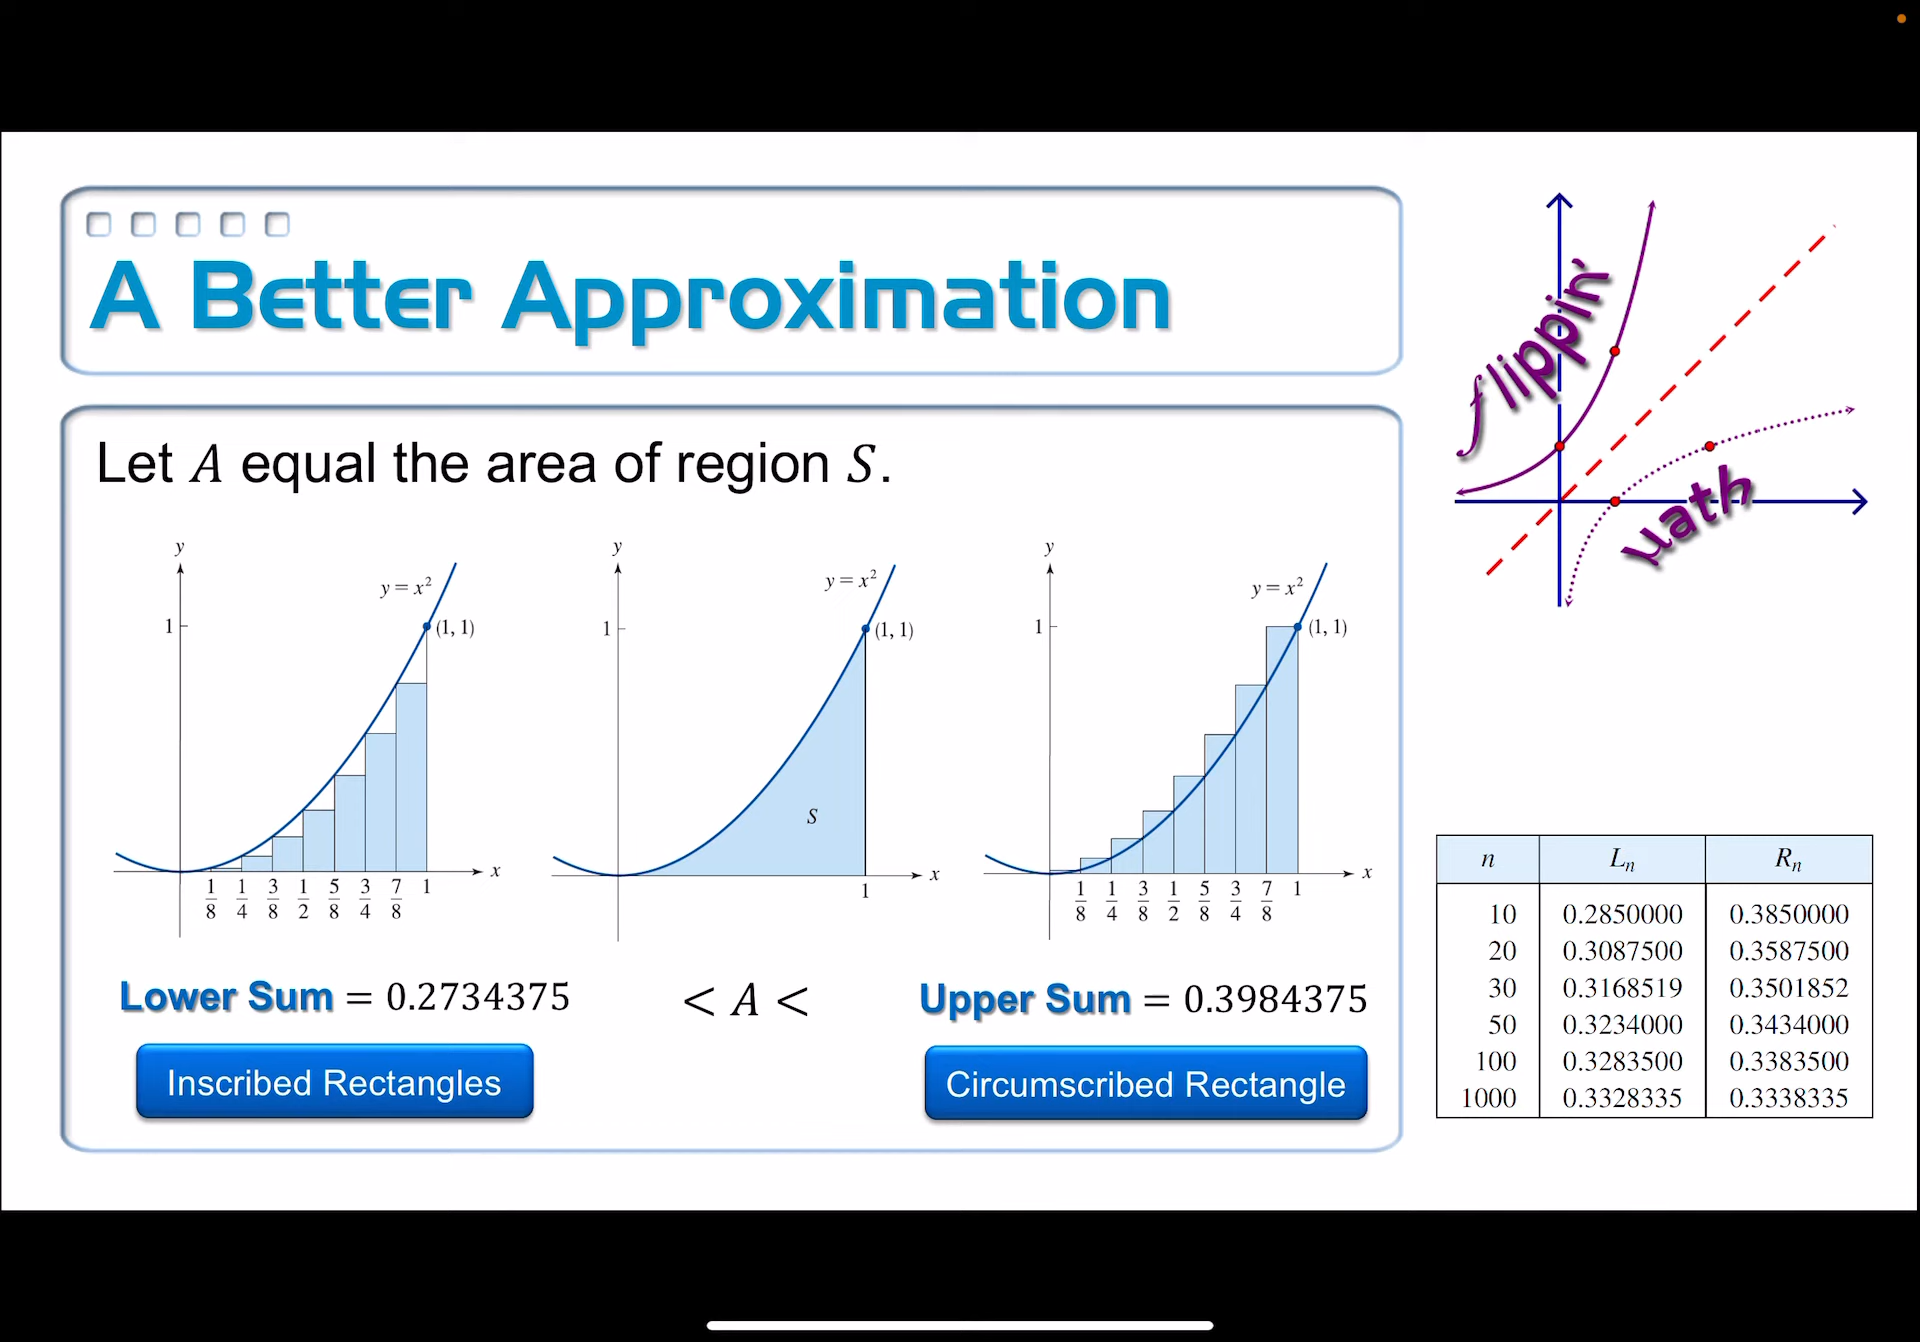 A Better Approximation
flippin'
math
Let A equal the area of region S.
y
y = x²
1
(1, 1)
x
1/8 1/4 3/8 1/2 5/8 3/4 7/8 1
y
y = x²
1
(1, 1)
S
x
1
y
y = x²
1
(1, 1)
x
1/8 1/4 3/8 1/2 5/8 3/4 7/8 1
Lower Sum = 0.2734375 < A < Upper Sum = 0.3984375
Inscribed Rectangles
Circumscribed Rectangle
n Lₙ Rₙ
10 0.2850000 0.3850000
20 0.3087500 0.3587500
30 0.3168519 0.3501852
50 0.3234000 0.3434000
100 0.3283500 0.3383500
1000 0.3328335 0.3338335